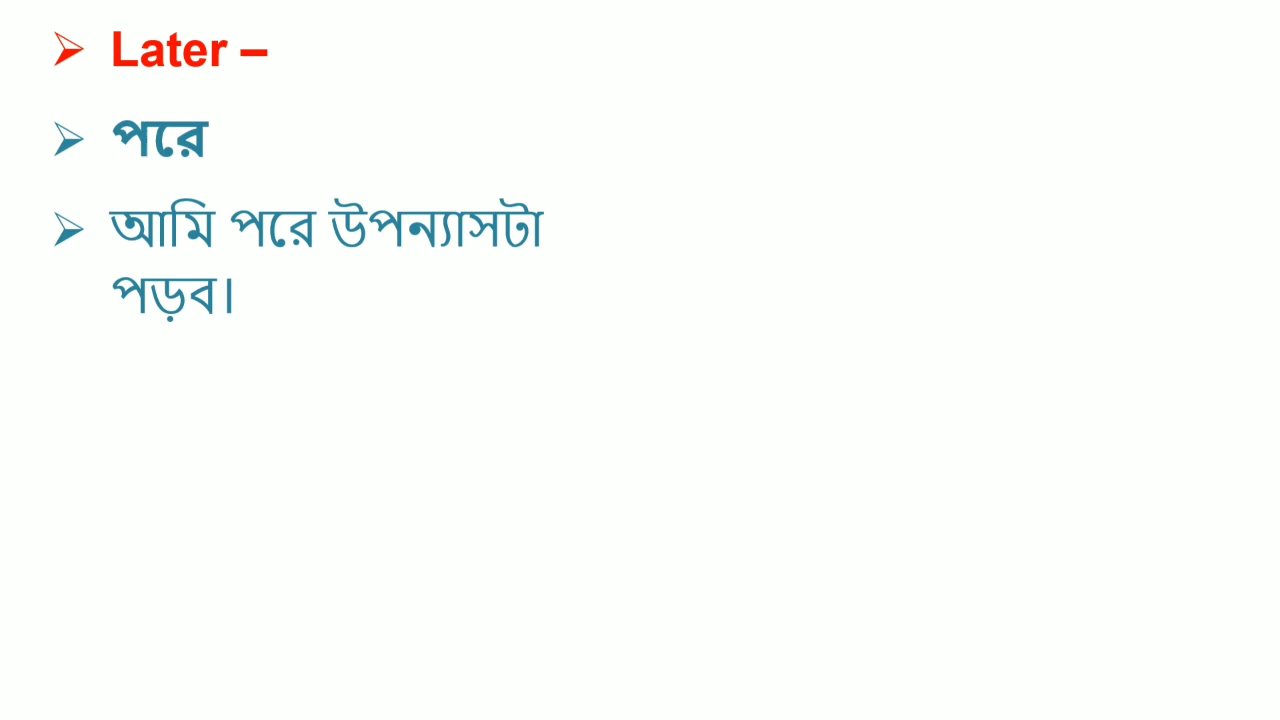 ➢ Later –
➢ পরে
➢ আমি পরে উপন্যাসটা
পড়ব।